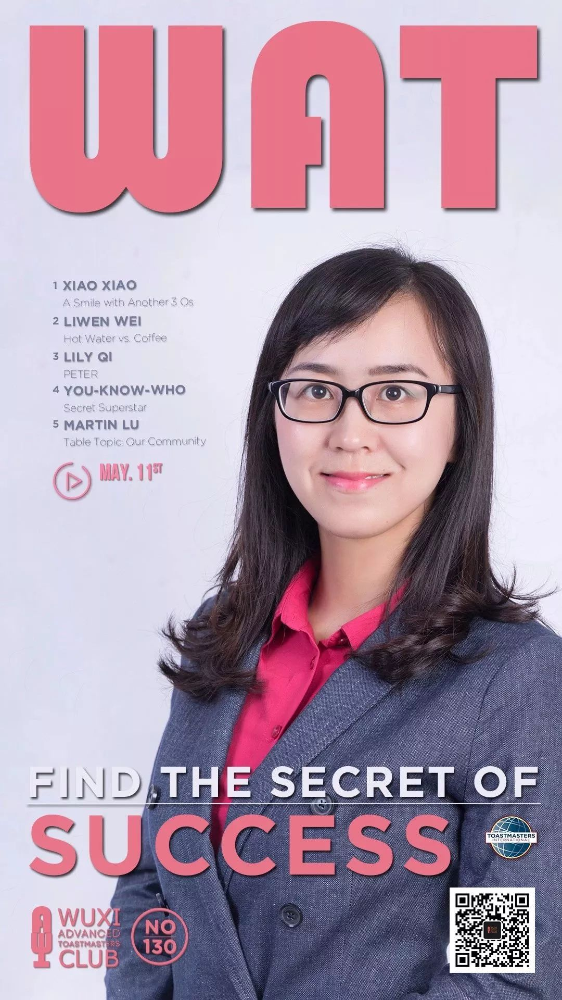 WAT
1 XIAO XIAO
A Smile with Another 3 Os
2 LIWEN WEI
Hot Water vs. Coffee
3 LILY QI
PETER
4 YOU-KNOW-WHO
Secret Superstar
5 MARTIN LU
Table Topic: Our Community
MAY. 11ST
FIND THE SECRET OF
SUCCESS
TOASTMASTERS
INTERNATIONAL
WUXI
ADVANCED
TOASTMASTERS
CLUB
NO
130